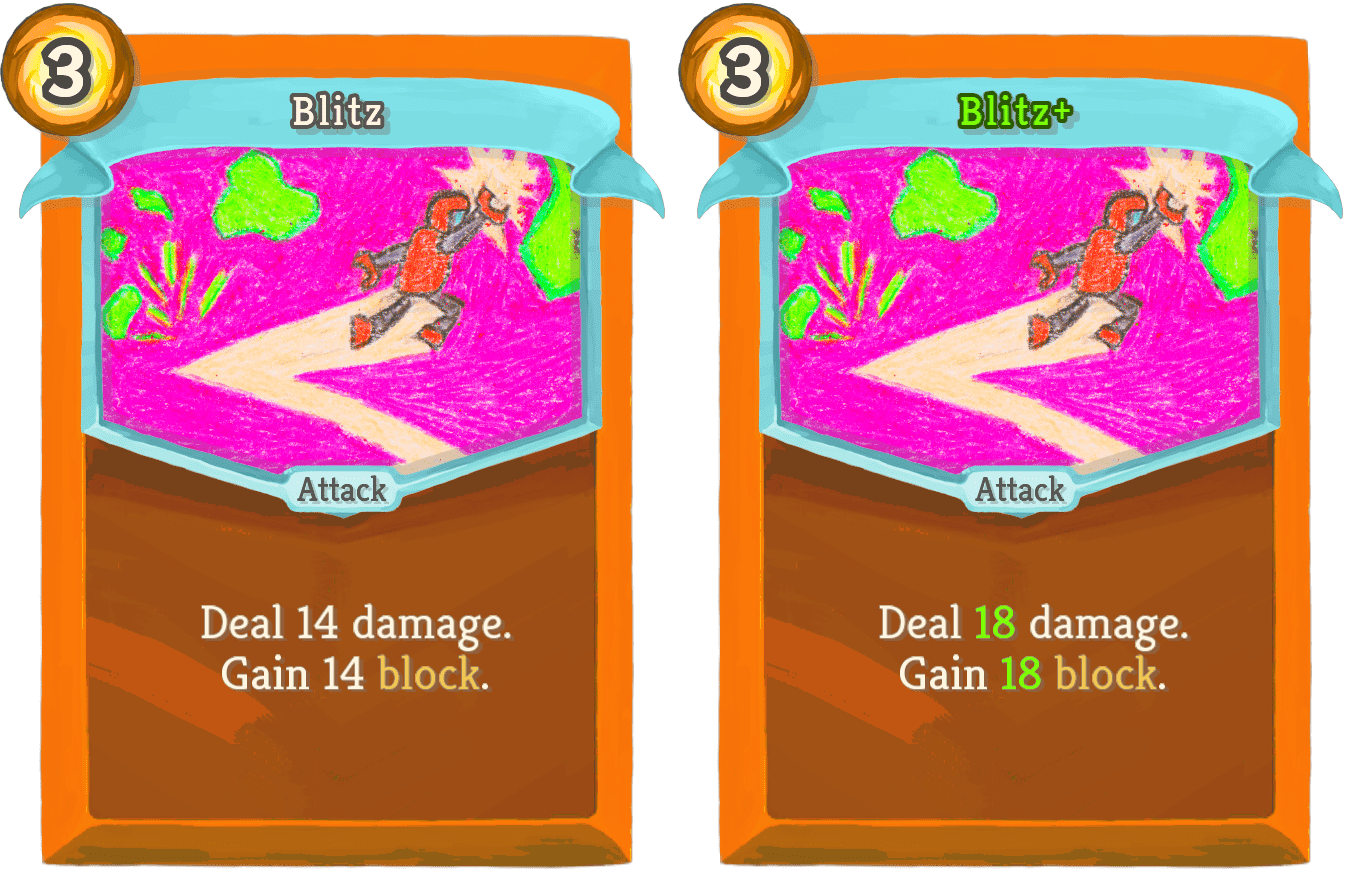 3
Blitz
Attack
Deal 14 damage.
Gain 14 block.
3
Blitz+
Attack
Deal 18 damage.
Gain 18 block.